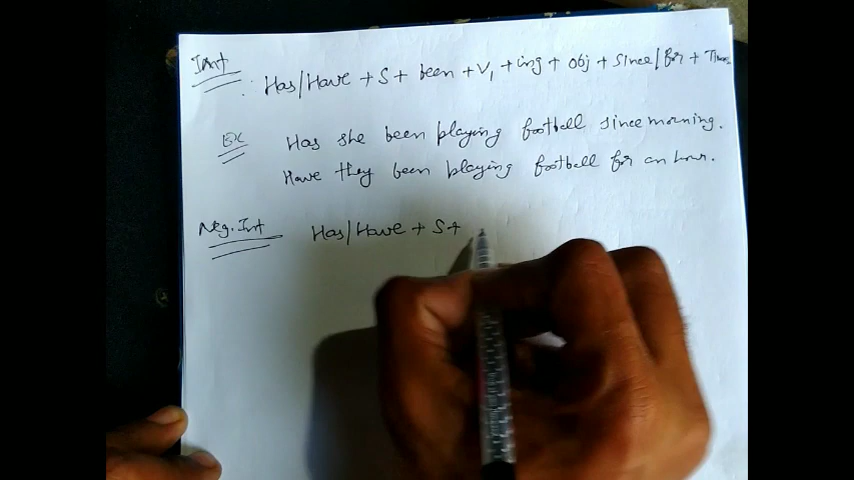 Int Has/Have + S + been + V1 + ing + obj + Since/for + Time
Ex Has she been playing football since morning.
Have they been playing football for an hour.
Neg. Int Has/Have + S +